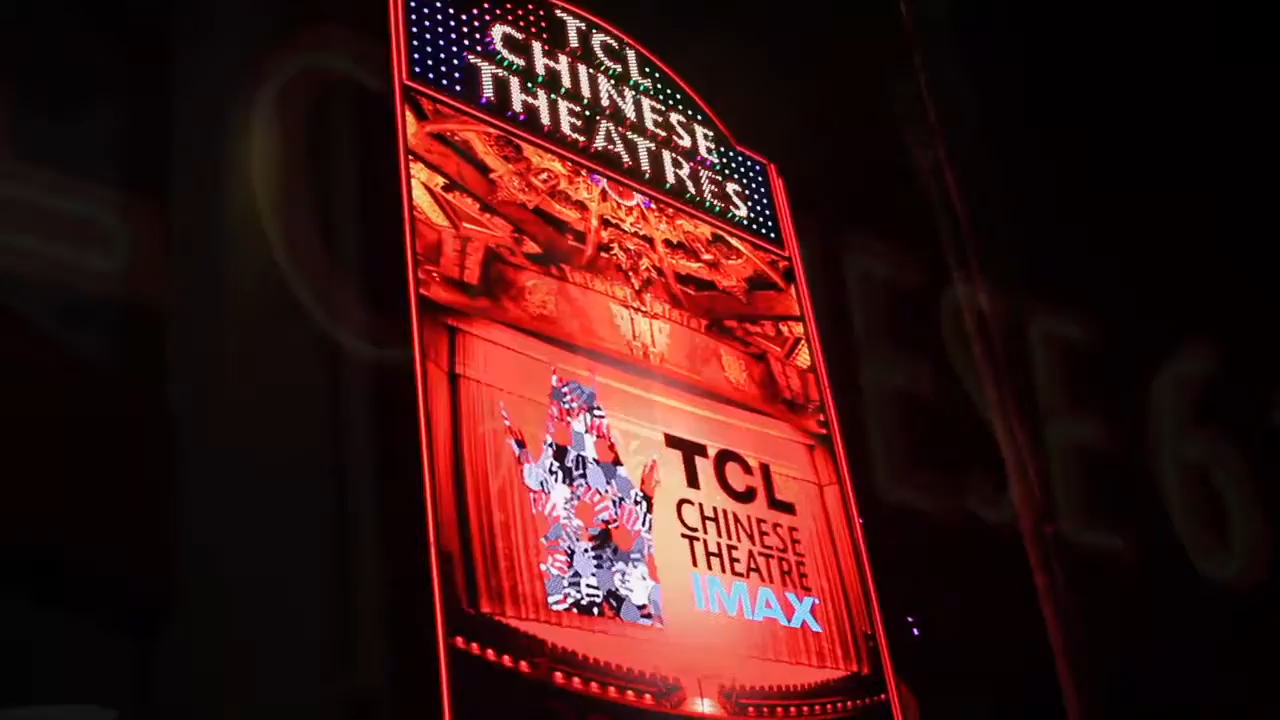 TCL
CHINESE
THEATRES
TCL
CHINESE
THEATRE
IMAX